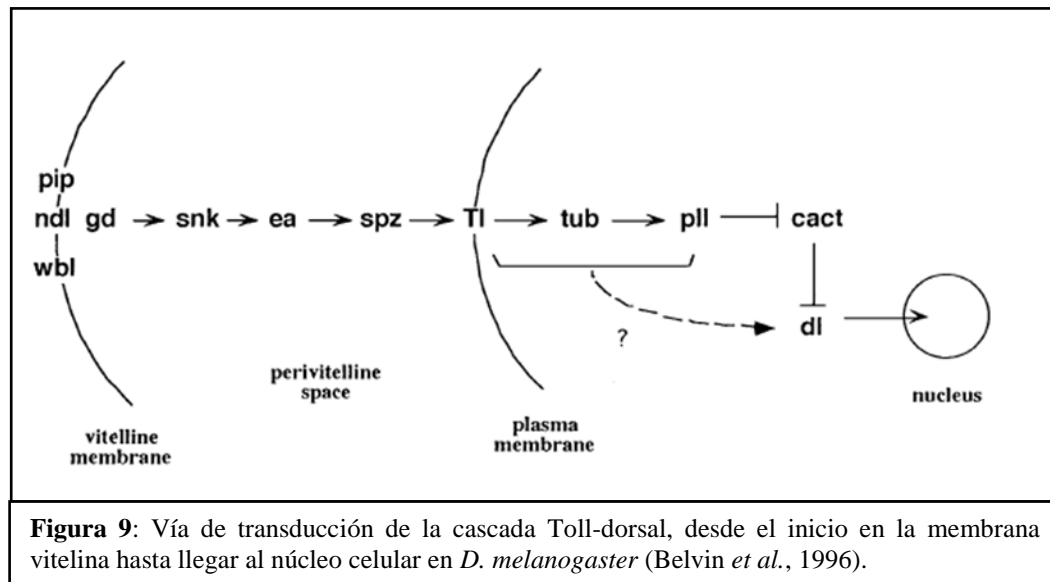 pip
ndl gd snk ea spz Tl tub pll cact
wbl
dl
?
perivitelline
space
nucleus
vitelline
membrane
plasma
membrane
Figura 9: Vía de transducción de la cascada Toll-dorsal, desde el inicio en la membrana
vitelina hasta llegar al núcleo celular en D. melanogaster (Belvin et al., 1996).